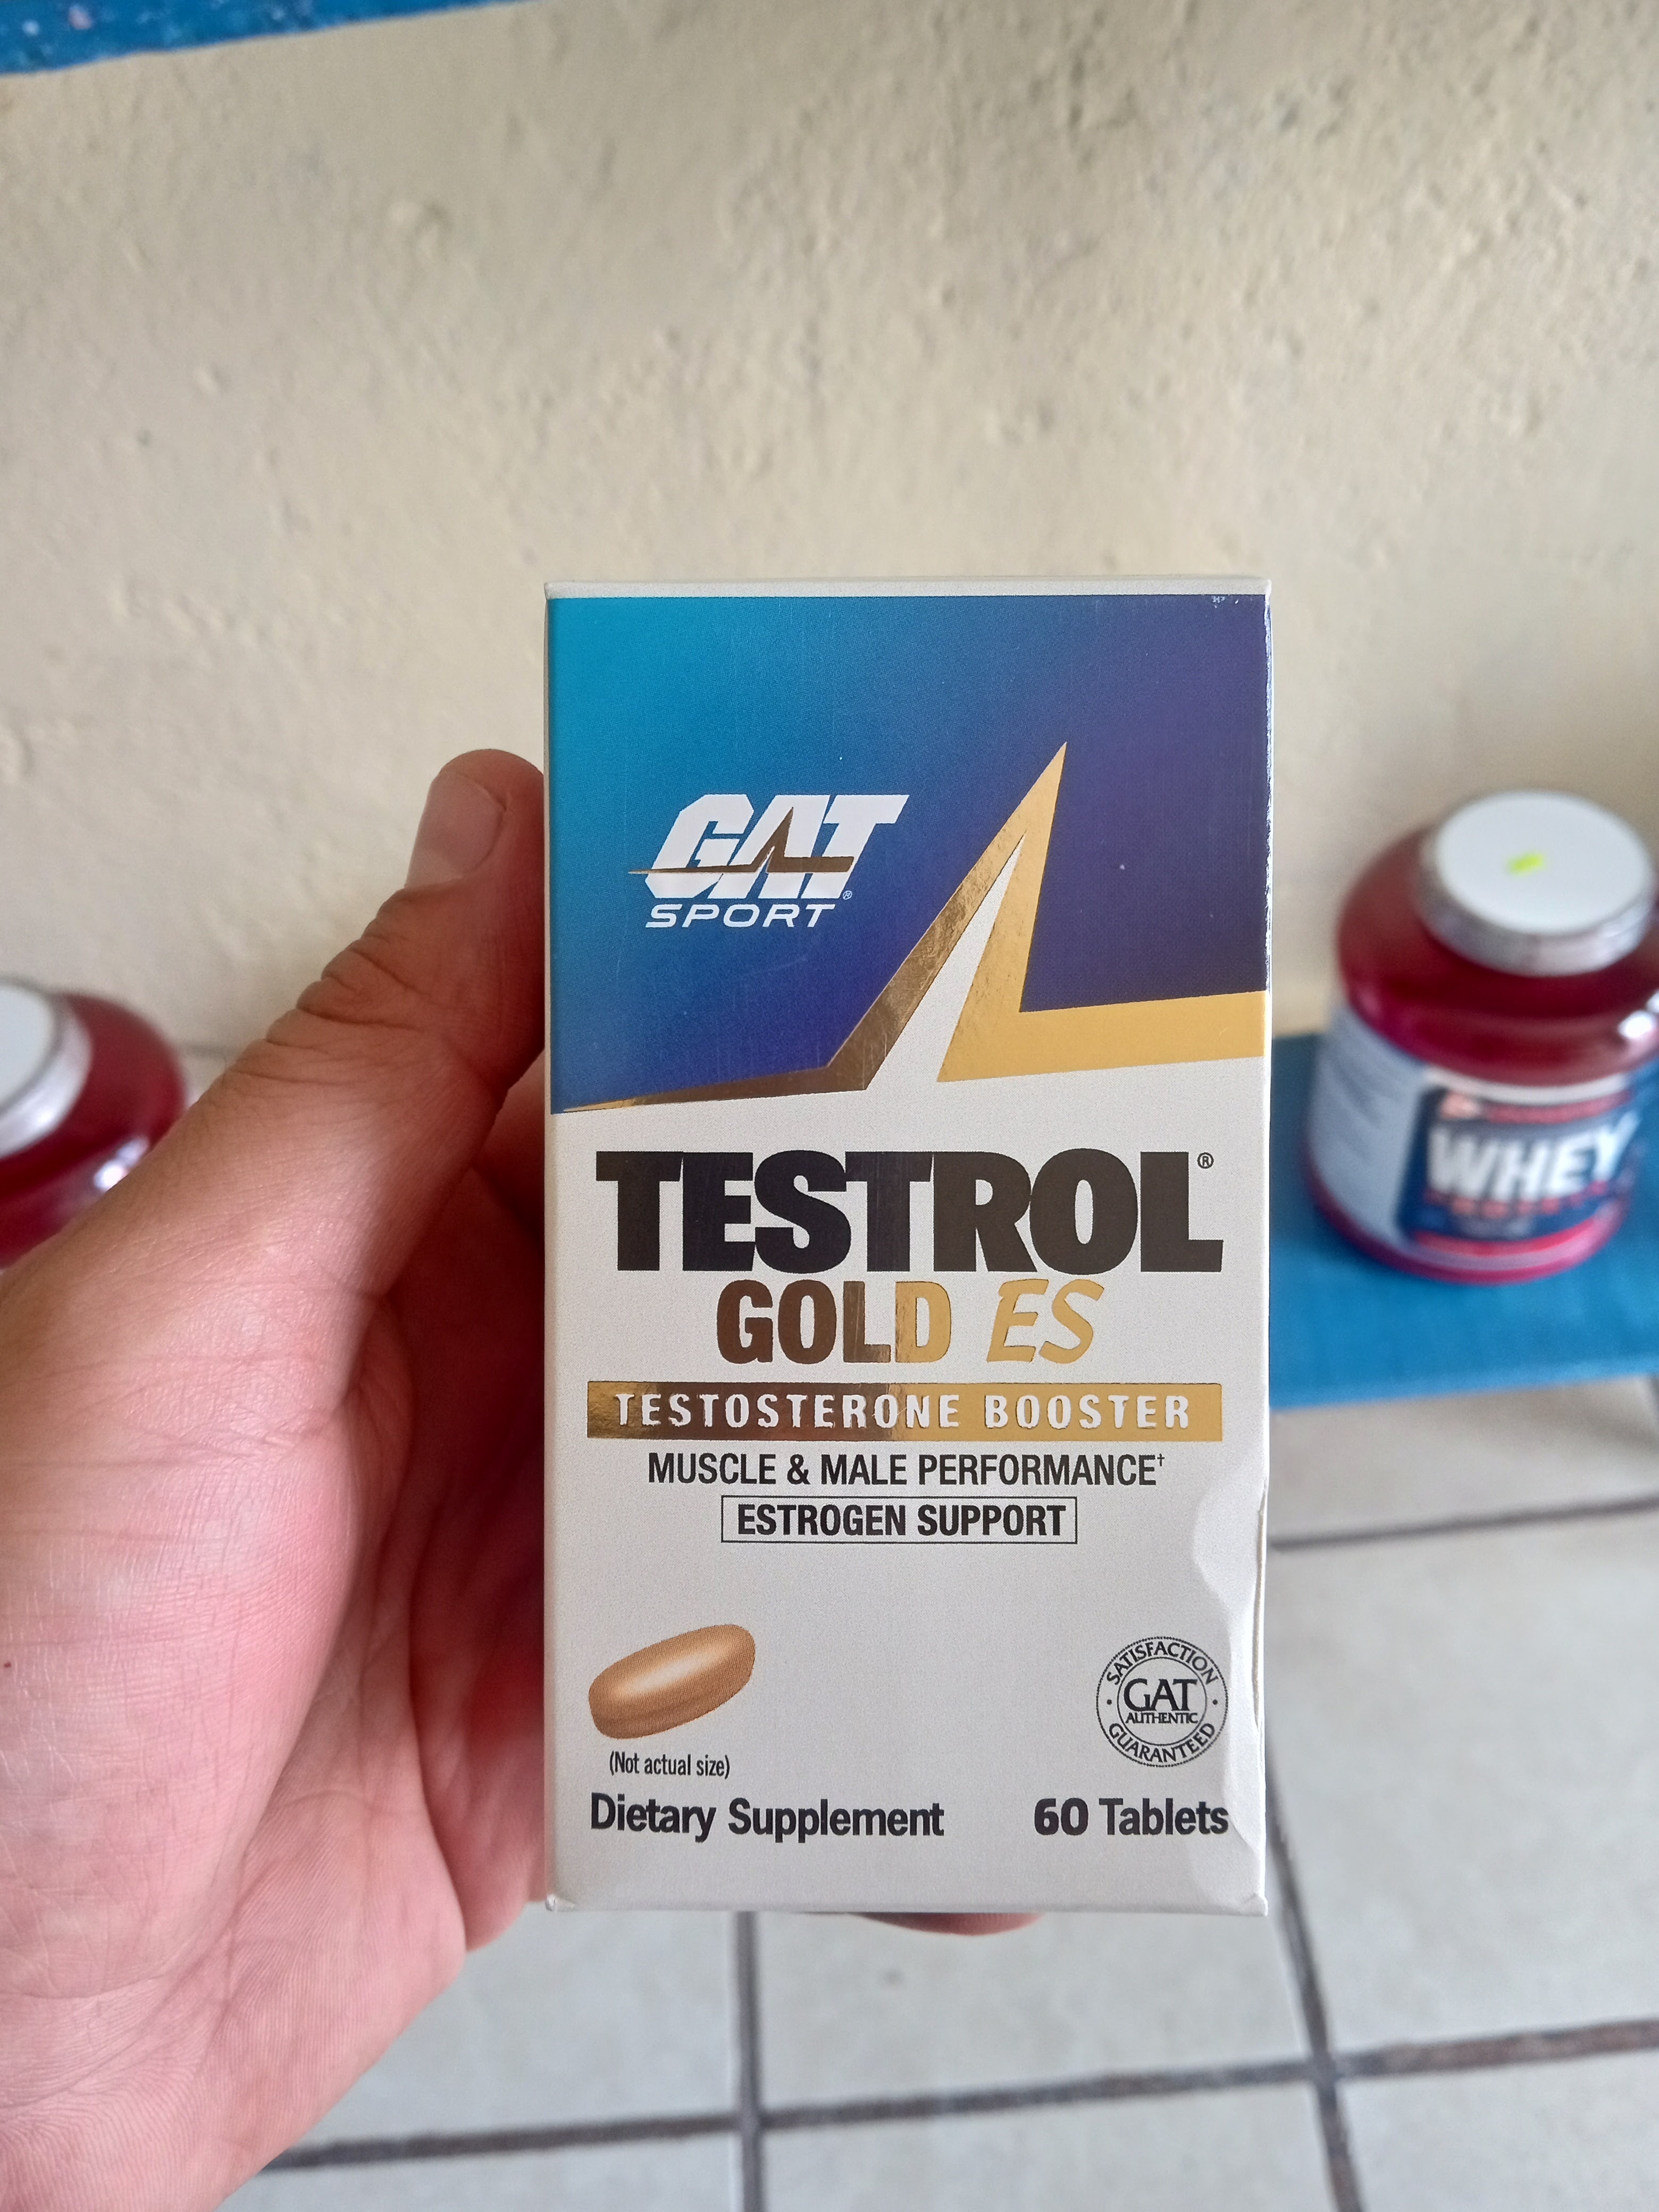 GAT®
SPORT
TESTROL®
GOLD ES
TESTOSTERONE BOOSTER
MUSCLE & MALE PERFORMANCE†
ESTROGEN SUPPORT
(Not actual size)
Dietary Supplement
SATISFACTION
GAT
AUTHENTIC
GUARANTEED
60 Tablets
WHEY